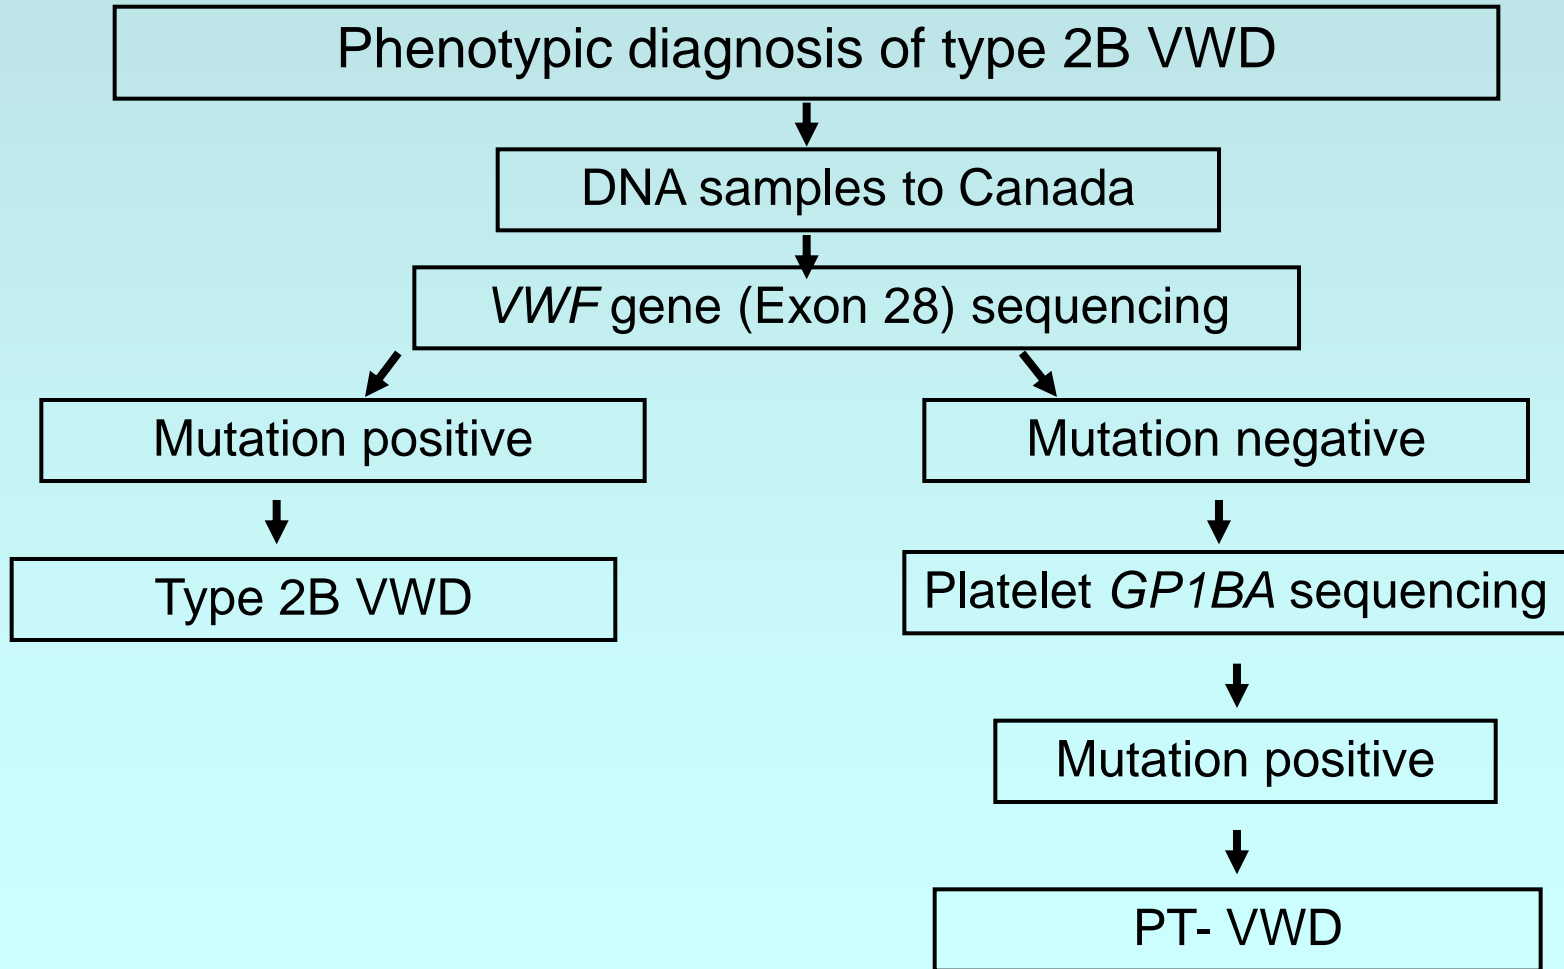 Phenotypic diagnosis of type 2B VWD
DNA samples to Canada
VWF gene (Exon 28) sequencing
Mutation positive
Mutation negative
Type 2B VWD
Platelet GP1BA sequencing
Mutation positive
PT- VWD